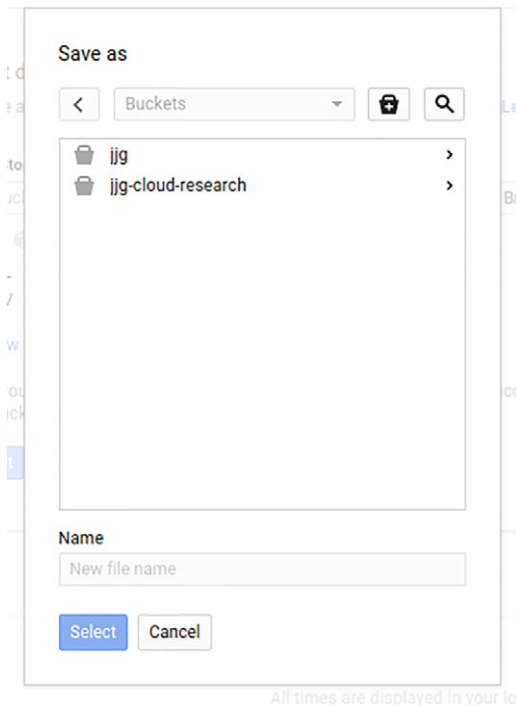 Save as
Buckets
jjg
jjg-cloud-research
Name
New file name
Select Cancel
All times are displayed in your lo